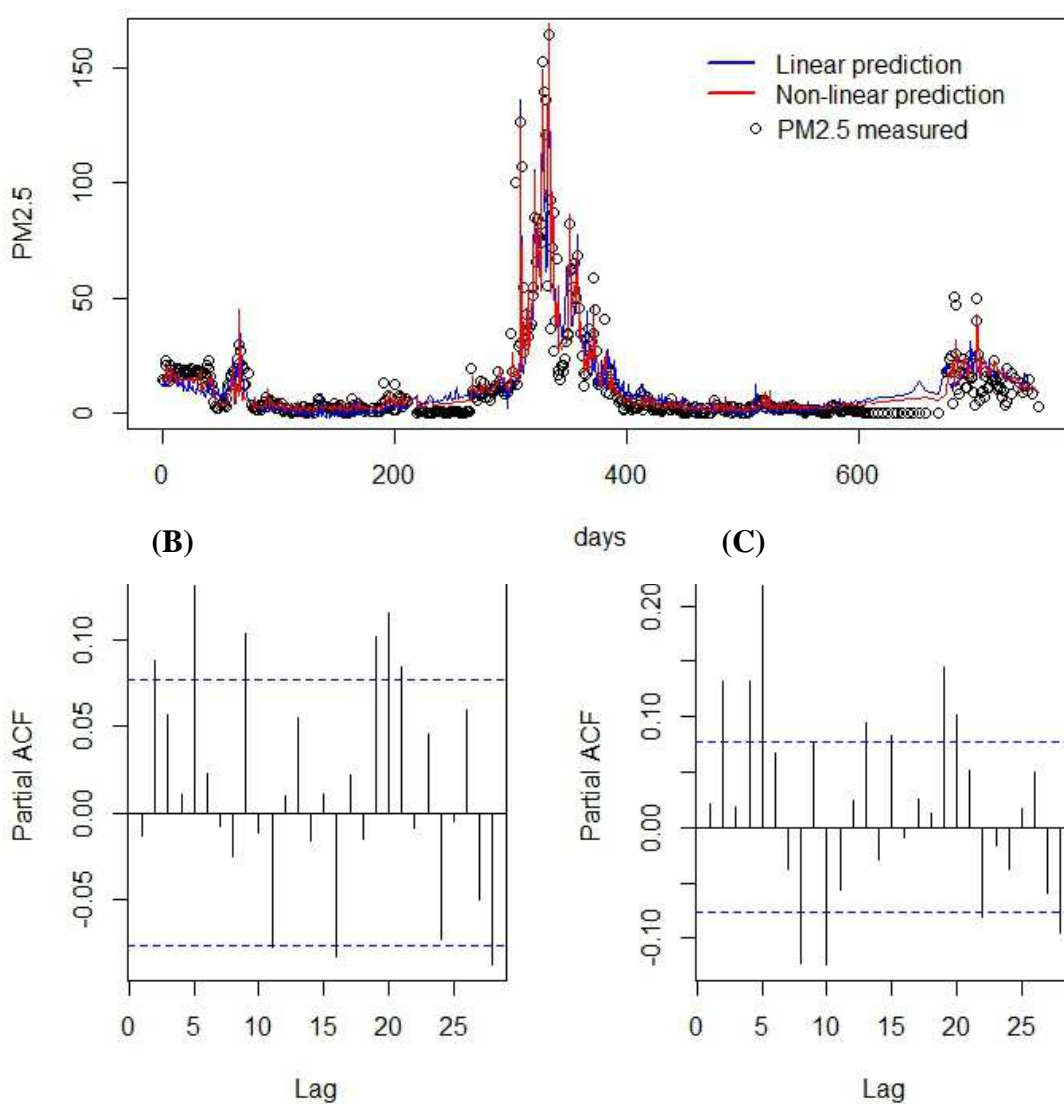 PM2.5
150
100
50
0
Linear prediction
Non-linear prediction
PM2.5 measured
0 200 400 600
days
(B) (C)
Partial ACF
0.10
0.05
0.00
-0.05
0 5 10 15 20 25
Lag
Partial ACF
0.20
0.10
0.00
-0.10
0 5 10 15 20 25
Lag